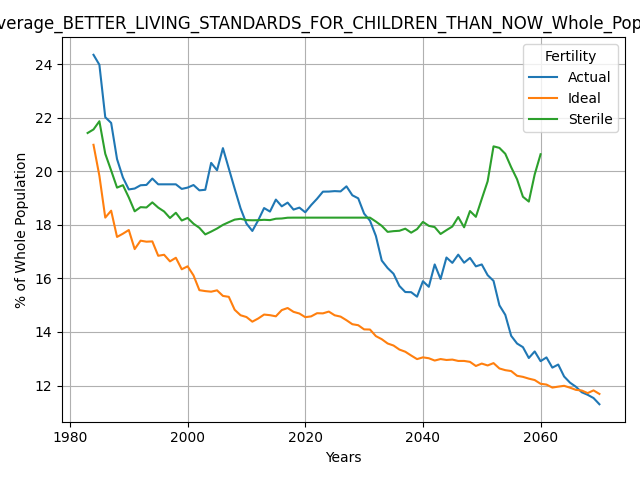 verage_BETTER_LIVING_STANDARDS_FOR_CHILDREN_THAN_NOW_Whole_Pop
Fertility
Actual
Ideal
Sterile
24
22
20
18
16
14
12
% of Whole Population
1980
2000
2020
2040
2060
Years